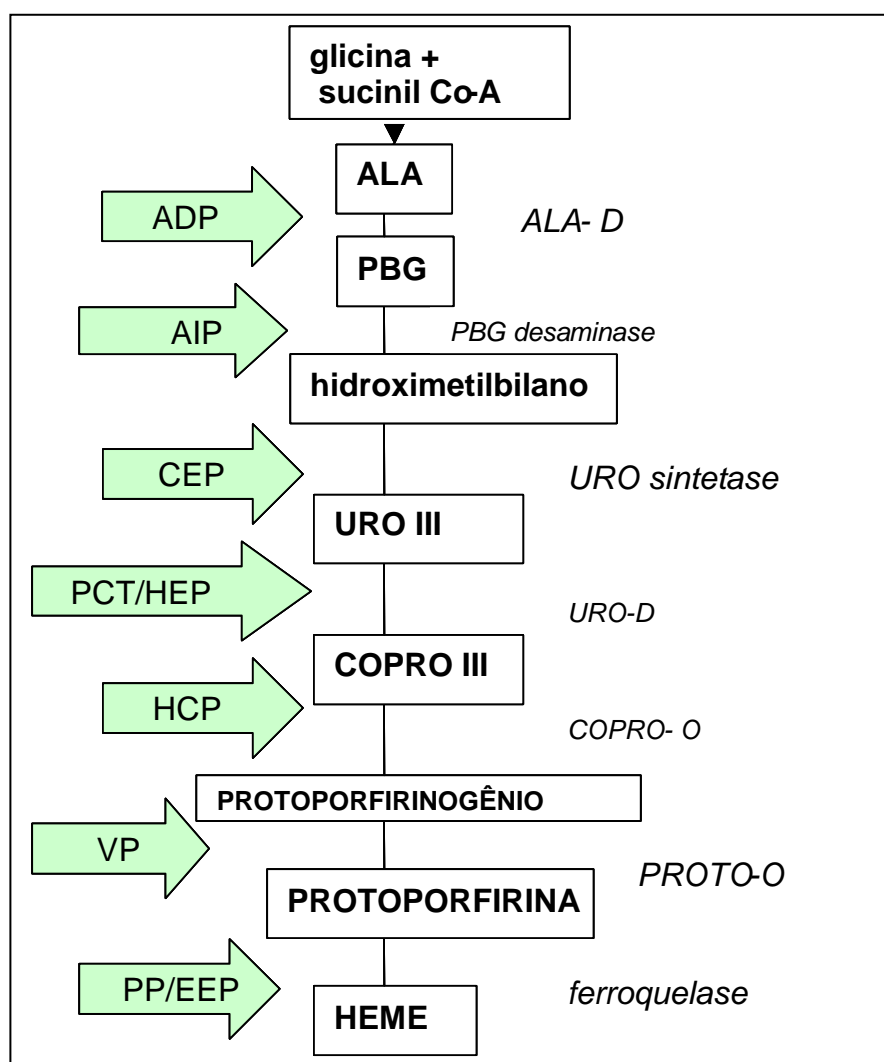 glicina +
sucinil Co-A
ALA
ADP
ALA- D
PBG
AIP
PBG desaminase
hidroximetilbilano
CEP
URO sintetase
URO III
PCT/HEP
URO-D
COPRO III
HCP
COPRO- O
PROTOPORFIRINOGÊNIO
VP
PROTO-O
PROTOPORFIRINA
PP/EEP
ferroquelase
HEME